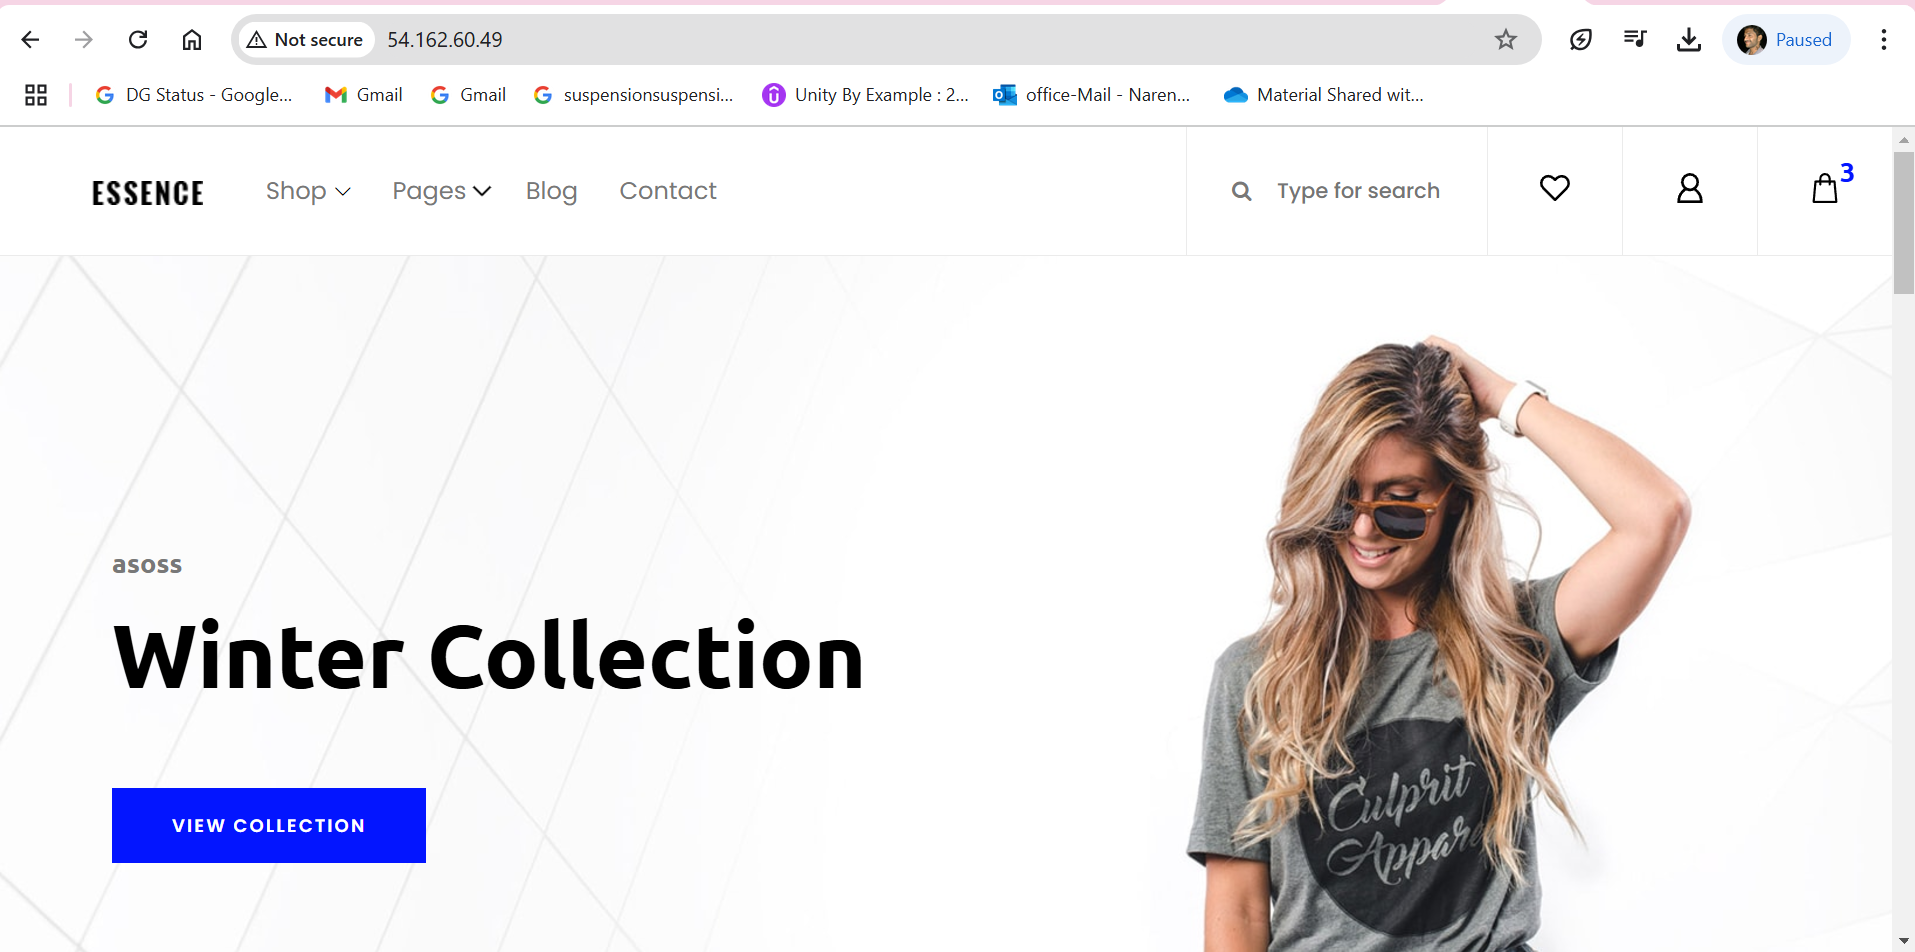 Not secure 54.162.60.49 Paused
DG Status - Google... Gmail Gmail suspensionsuspensi... Unity By Example : 2... office-Mail - Naren... Material Shared wit...
ESSENCE Shop Pages Blog Contact Type for search 3
asoss
Winter Collection
VIEW COLLECTION
Culprit
Appare